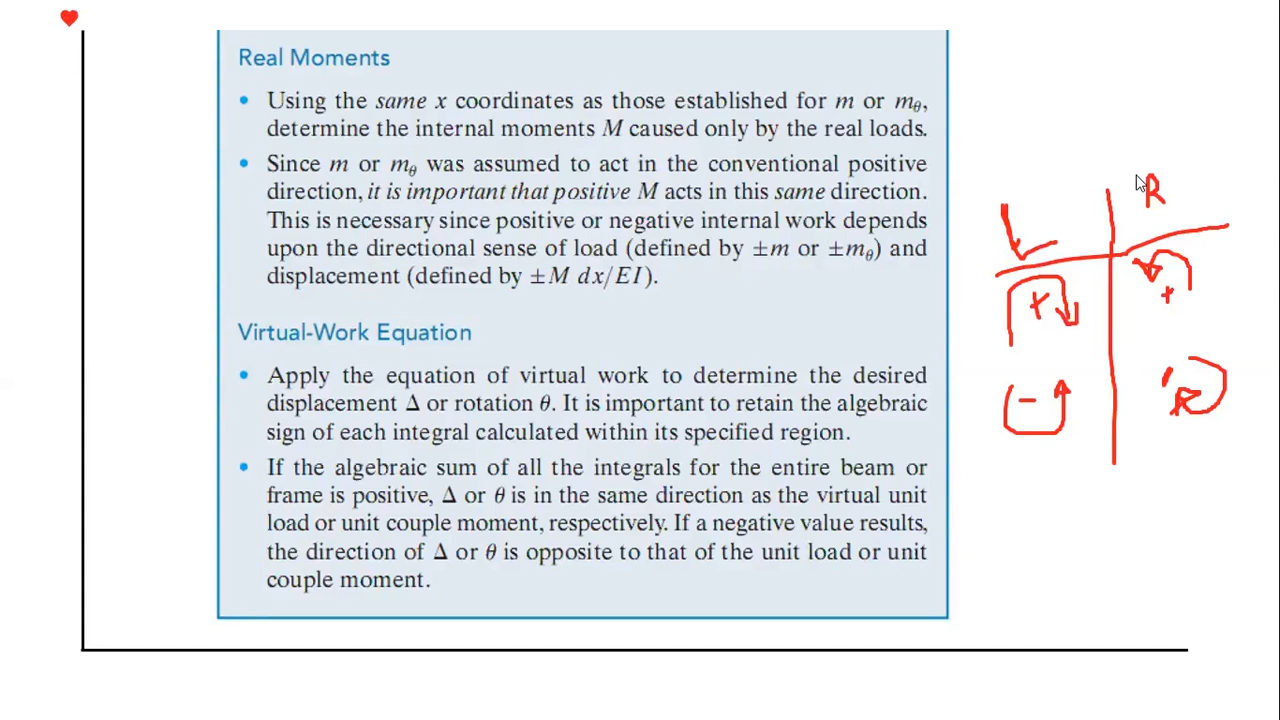 Real Moments
• Using the same x coordinates as those established for m or mθ,
determine the internal moments M caused only by the real loads.
• Since m or mθ was assumed to act in the conventional positive
direction, it is important that positive M acts in this same direction.
This is necessary since positive or negative internal work depends
upon the directional sense of load (defined by ±m or ±mθ) and
displacement (defined by ±M dx/EI).
Virtual-Work Equation
• Apply the equation of virtual work to determine the desired
displacement Δ or rotation θ. It is important to retain the algebraic
sign of each integral calculated within its specified region.
• If the algebraic sum of all the integrals for the entire beam or
frame is positive, Δ or θ is in the same direction as the virtual unit
load or unit couple moment, respectively. If a negative value results,
the direction of Δ or θ is opposite to that of the unit load or unit
couple moment.
R
+ +
-